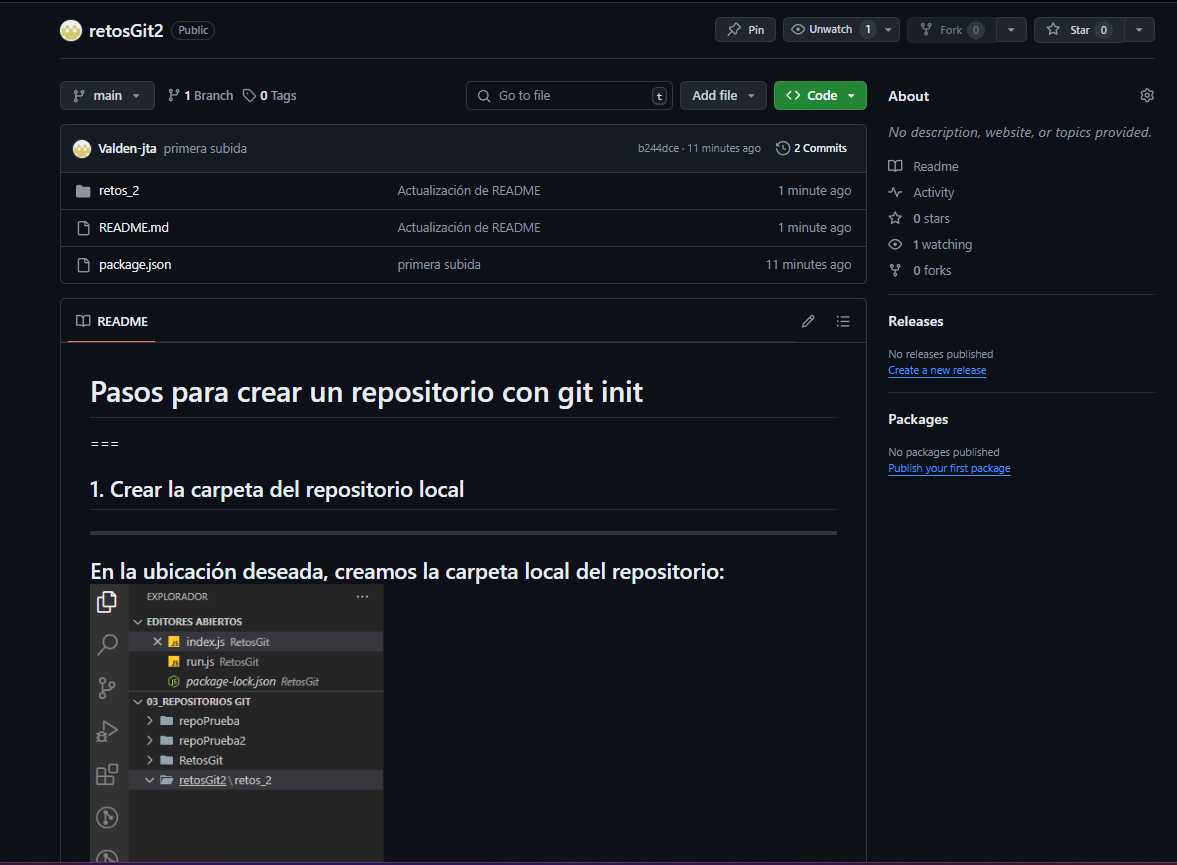 retosGit2 Public Pin Unwatch 1 Fork 0 Star 0
main 1 Branch 0 Tags Go to file t Add file <> Code
Valden-jta primera subida b244dce · 11 minutes ago 2 Commits
retos_2 Actualización de README 1 minute ago
README.md Actualización de README 1 minute ago
package.json primera subida 11 minutes ago
README
Pasos para crear un repositorio con git init
===
1. Crear la carpeta del repositorio local
En la ubicación deseada, creamos la carpeta local del repositorio:
EXPLORADOR ...
EDITORES ABIERTOS
JS index.js RetosGit
JS run.js RetosGit
JS package-lock.json RetosGit
03_REPOSITORIOS GIT
repoPrueba
repoPrueba2
RetosGit
retosGit2 \ retos_2
About
No description, website, or topics provided.
Readme
Activity
0 stars
1 watching
0 forks
Releases
No releases published
Create a new release
Packages
No packages published
Publish your first package